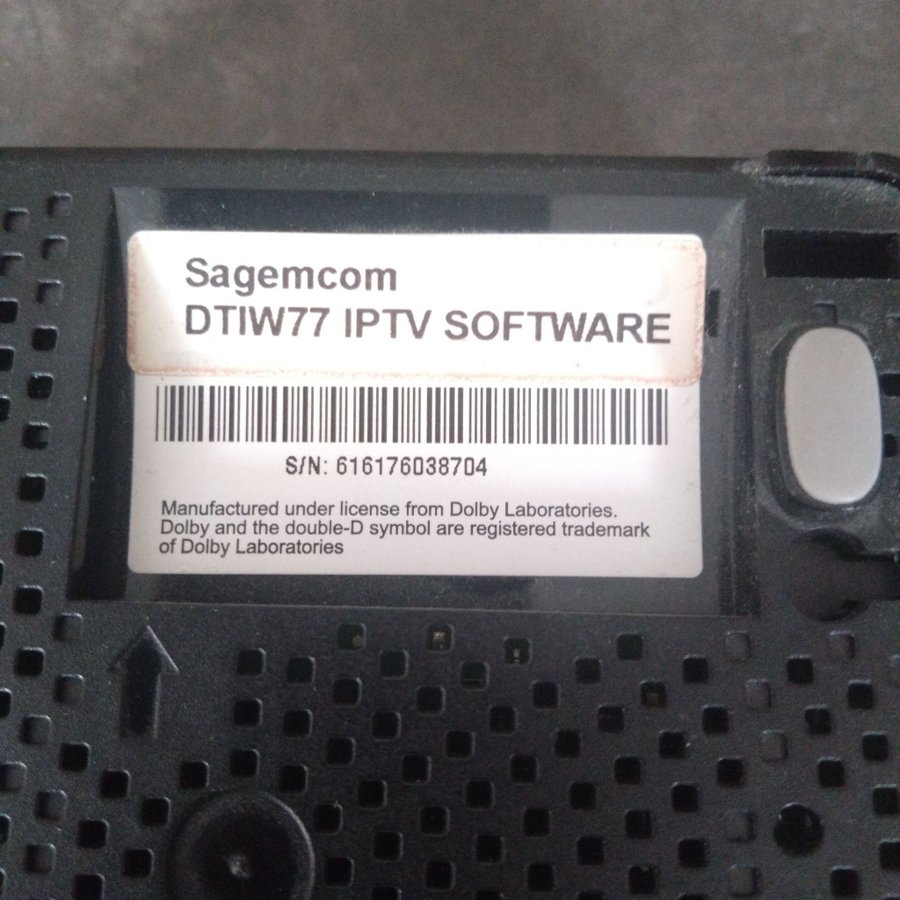 Sagemcom
DTIW77 IPTV SOFTWARE
S/N: 616176038704
Manufactured under license from Dolby Laboratories.
Dolby and the double-D symbol are registered trademark
of Dolby Laboratories